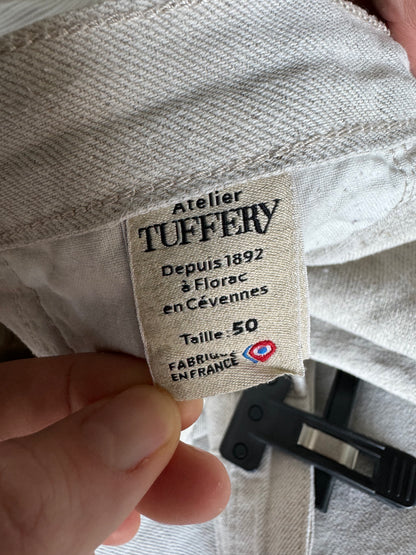 Atelier
TUFFERY
Depuis 1892
à Florac
en Cévennes
Taille : 50
FABRIQUÉ
EN FRANCE